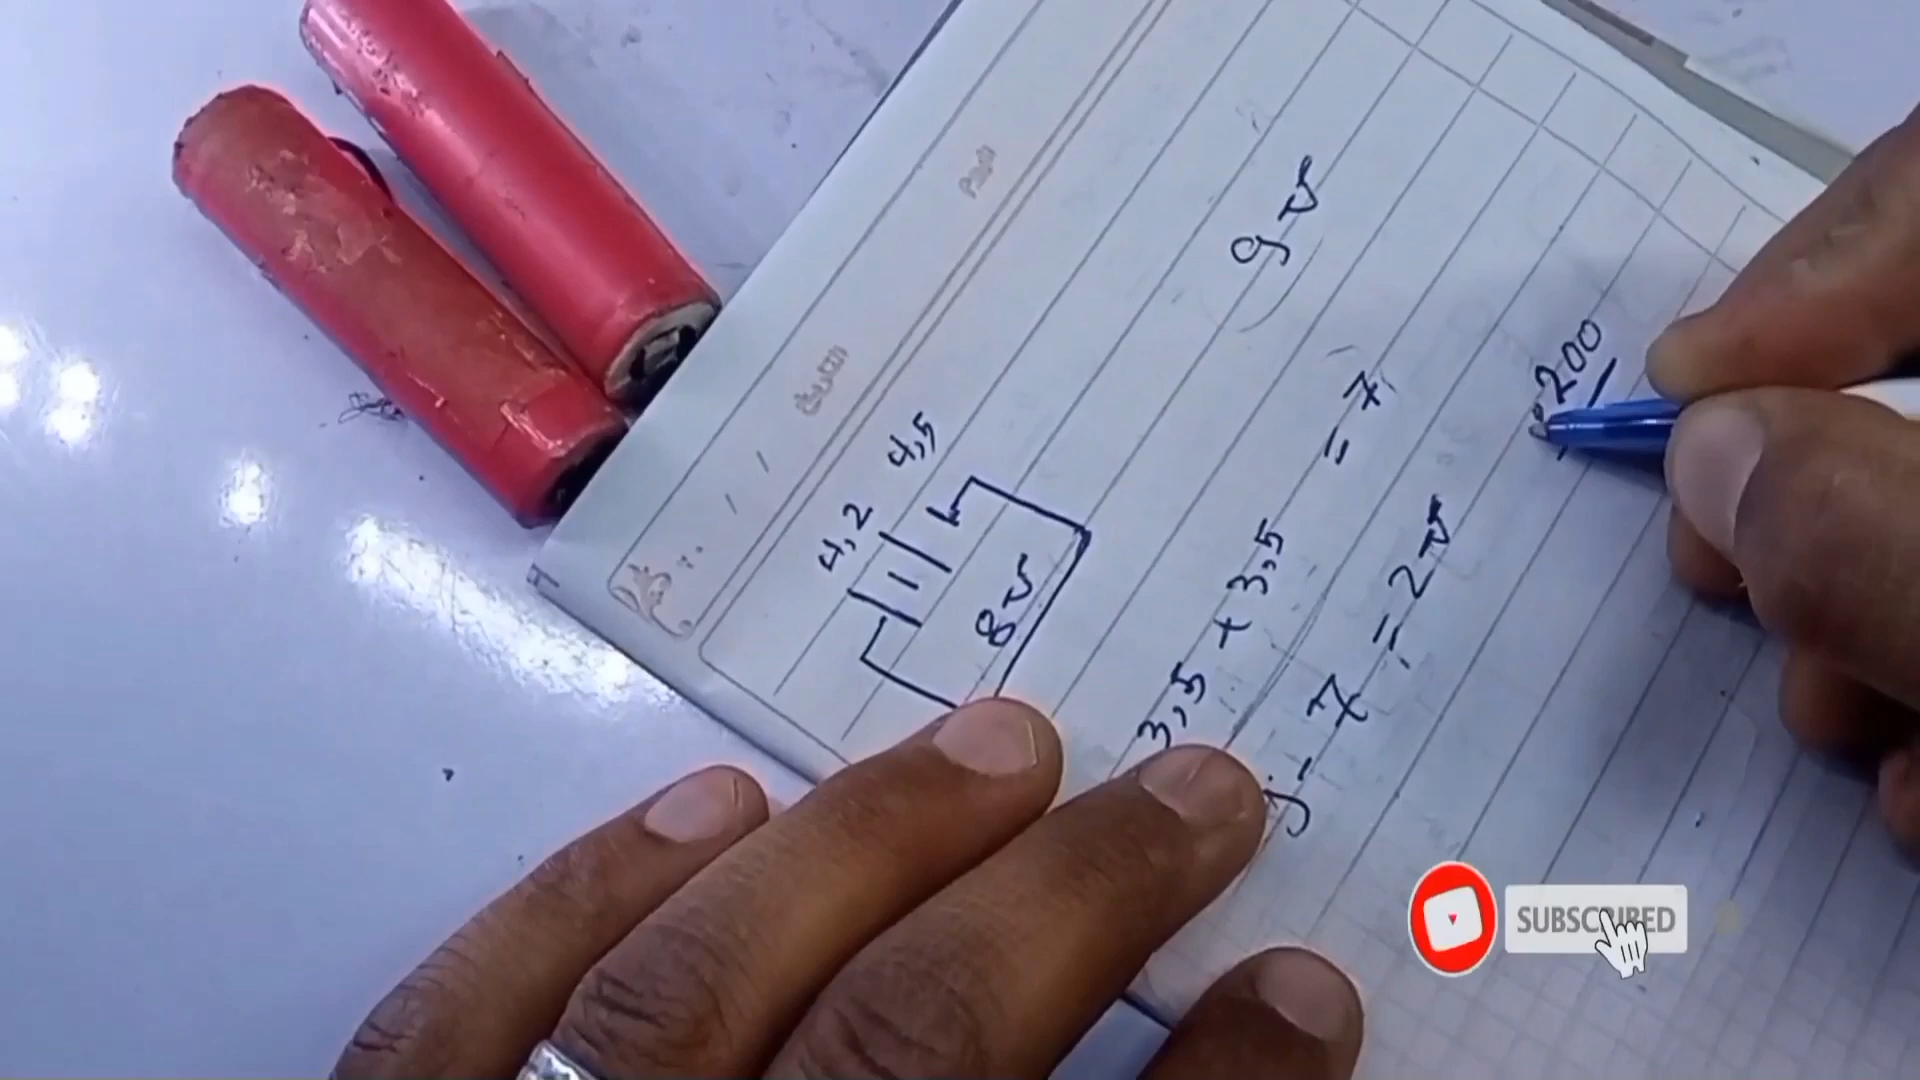 4,2 4,5
8v
9v
3,5 + 3,5 = 7
9 - 7 = 2v
200
SUBSCRIBED